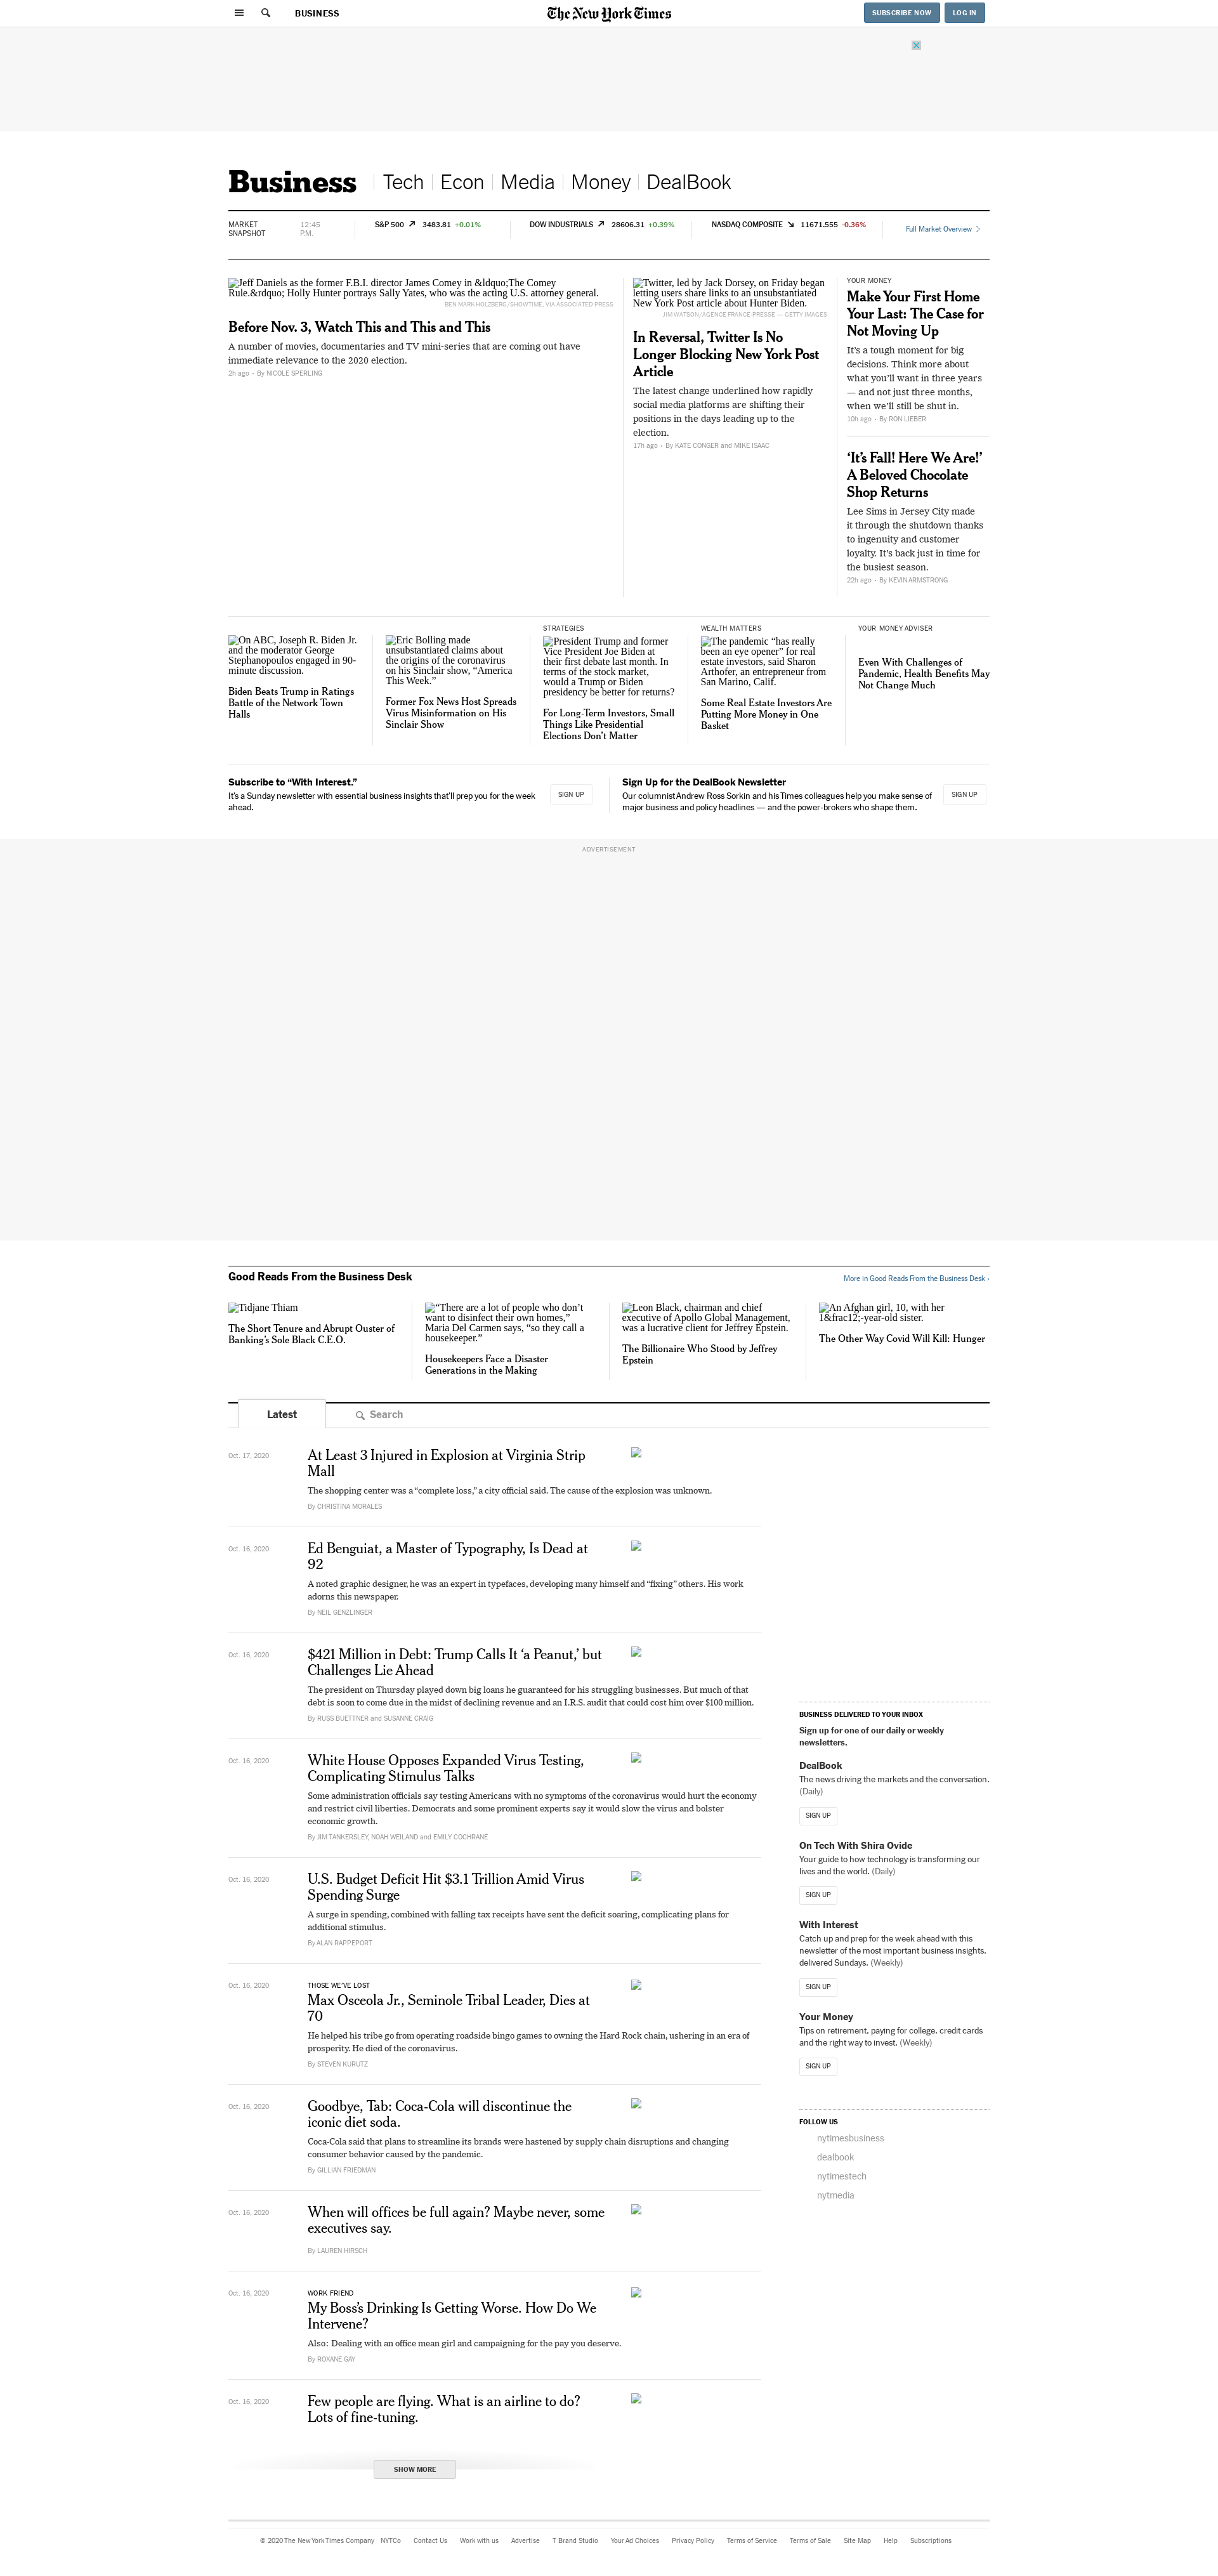 BUSINESS
The New York Times
SUBSCRIBE NOW
LOG IN
Business
Tech
Econ
Media
Money
DealBook
MARKET
SNAPSHOT
12:45
P.M.
S&P 500 3483.81 +0.01%
DOW INDUSTRIALS 28606.31 +0.39%
NASDAQ COMPOSITE 11671.555 -0.36%
Full Market Overview
Jeff Daniels as the former F.B.I. director James Comey in &ldquo;The Comey
Rule.&rdquo; Holly Hunter portrays Sally Yates, who was the acting U.S. attorney general.
BEN MARK HOLZBERG/SHOWTIME, VIA ASSOCIATED PRESS
Before Nov. 3, Watch This and This and This
A number of movies, documentaries and TV mini-series that are coming out have
immediate relevance to the 2020 election.
2h ago • By NICOLE SPERLING
Twitter, led by Jack Dorsey, on Friday began
letting users share links to an unsubstantiated
New York Post article about Hunter Biden.
JIM WATSON/AGENCE FRANCE-PRESSE — GETTY IMAGES
In Reversal, Twitter Is No
Longer Blocking New York Post
Article
The latest change underlined how rapidly
social media platforms are shifting their
positions in the days leading up to the
election.
17h ago • By KATE CONGER and MIKE ISAAC
YOUR MONEY
Make Your First Home
Your Last: The Case for
Not Moving Up
It’s a tough moment for big
decisions. Think more about
what you’ll want in three years
— and not just three months,
when we’ll still be shut in.
10h ago • By RON LIEBER
‘It’s Fall! Here We Are!’
A Beloved Chocolate
Shop Returns
Lee Sims in Jersey City made
it through the shutdown thanks
to ingenuity and customer
loyalty. It’s back just in time for
the busiest season.
22h ago • By KEVIN ARMSTRONG
On ABC, Joseph R. Biden Jr.
and the moderator George
Stephanopoulos engaged in 90-
minute discussion.
Biden Beats Trump in Ratings
Battle of the Network Town
Halls
Eric Bolling made
unsubstantiated claims about
the origins of the coronavirus
on his Sinclair show, “America
This Week.”
Former Fox News Host Spreads
Virus Misinformation on His
Sinclair Show
STRATEGIES
President Trump and former
Vice President Joe Biden at
their first debate last month. In
terms of the stock market,
would a Trump or Biden
presidency be better for returns?
For Long-Term Investors, Small
Things Like Presidential
Elections Don’t Matter
WEALTH MATTERS
The pandemic “has really
been an eye opener” for real
estate investors, said Sharon
Arthofer, an entrepreneur from
San Marino, Calif.
Some Real Estate Investors Are
Putting More Money in One
Basket
YOUR MONEY ADVISER
Even With Challenges of
Pandemic, Health Benefits May
Not Change Much
Subscribe to “With Interest.”
It’s a Sunday newsletter with essential business insights that’ll prep you for the week
ahead.
SIGN UP
Sign Up for the DealBook Newsletter
Our columnist Andrew Ross Sorkin and his Times colleagues help you make sense of
major business and policy headlines — and the power-brokers who shape them.
SIGN UP
ADVERTISEMENT
Good Reads From the Business Desk
More in Good Reads From the Business Desk ›
Tidjane Thiam
The Short Tenure and Abrupt Ouster of
Banking’s Sole Black C.E.O.
“There are a lot of people who don’t
want to disinfect their own homes,”
Maria Del Carmen says, “so they call a
housekeeper.”
Housekeepers Face a Disaster
Generations in the Making
Leon Black, chairman and chief
executive of Apollo Global Management,
was a lucrative client for Jeffrey Epstein.
The Billionaire Who Stood by Jeffrey
Epstein
An Afghan girl, 10, with her
1&frac12;-year-old sister.
The Other Way Covid Will Kill: Hunger
Latest
Search
Oct. 17, 2020
At Least 3 Injured in Explosion at Virginia Strip
Mall
The shopping center was a “complete loss,” a city official said. The cause of the explosion was unknown.
By CHRISTINA MORALES
Oct. 16, 2020
Ed Benguiat, a Master of Typography, Is Dead at
92
A noted graphic designer, he was an expert in typefaces, developing many himself and “fixing” others. His work
adorns this newspaper.
By NEIL GENZLINGER
Oct. 16, 2020
$421 Million in Debt: Trump Calls It ‘a Peanut,’ but
Challenges Lie Ahead
The president on Thursday played down big loans he guaranteed for his struggling businesses. But much of that
debt is soon to come due in the midst of declining revenue and an I.R.S. audit that could cost him over $100 million.
By RUSS BUETTNER and SUSANNE CRAIG
Oct. 16, 2020
White House Opposes Expanded Virus Testing,
Complicating Stimulus Talks
Some administration officials say testing Americans with no symptoms of the coronavirus would hurt the economy
and restrict civil liberties. Democrats and some prominent experts say it would slow the virus and bolster
economic growth.
By JIM TANKERSLEY, NOAH WEILAND and EMILY COCHRANE
Oct. 16, 2020
U.S. Budget Deficit Hit $3.1 Trillion Amid Virus
Spending Surge
A surge in spending, combined with falling tax receipts have sent the deficit soaring, complicating plans for
additional stimulus.
By ALAN RAPPEPORT
Oct. 16, 2020
THOSE WE’VE LOST
Max Osceola Jr., Seminole Tribal Leader, Dies at
70
He helped his tribe go from operating roadside bingo games to owning the Hard Rock chain, ushering in an era of
prosperity. He died of the coronavirus.
By STEVEN KURUTZ
Oct. 16, 2020
Goodbye, Tab: Coca-Cola will discontinue the
iconic diet soda.
Coca-Cola said that plans to streamline its brands were hastened by supply chain disruptions and changing
consumer behavior caused by the pandemic.
By GILLIAN FRIEDMAN
Oct. 16, 2020
When will offices be full again? Maybe never, some
executives say.
By LAUREN HIRSCH
Oct. 16, 2020
WORK FRIEND
My Boss’s Drinking Is Getting Worse. How Do We
Intervene?
Also: Dealing with an office mean girl and campaigning for the pay you deserve.
By ROXANE GAY
Oct. 16, 2020
Few people are flying. What is an airline to do?
Lots of fine-tuning.
SHOW MORE
BUSINESS DELIVERED TO YOUR INBOX
Sign up for one of our daily or weekly
newsletters.
DealBook
The news driving the markets and the conversation.
(Daily)
SIGN UP
On Tech With Shira Ovide
Your guide to how technology is transforming our
lives and the world. (Daily)
SIGN UP
With Interest
Catch up and prep for the week ahead with this
newsletter of the most important business insights,
delivered Sundays. (Weekly)
SIGN UP
Your Money
Tips on retirement, paying for college, credit cards
and the right way to invest. (Weekly)
SIGN UP
FOLLOW US
nytimesbusiness
dealbook
nytimestech
nytmedia
© 2020 The New York Times Company NYTCo Contact Us Work with us Advertise T Brand Studio Your Ad Choices Privacy Policy Terms of Service Terms of Sale Site Map Help Subscriptions